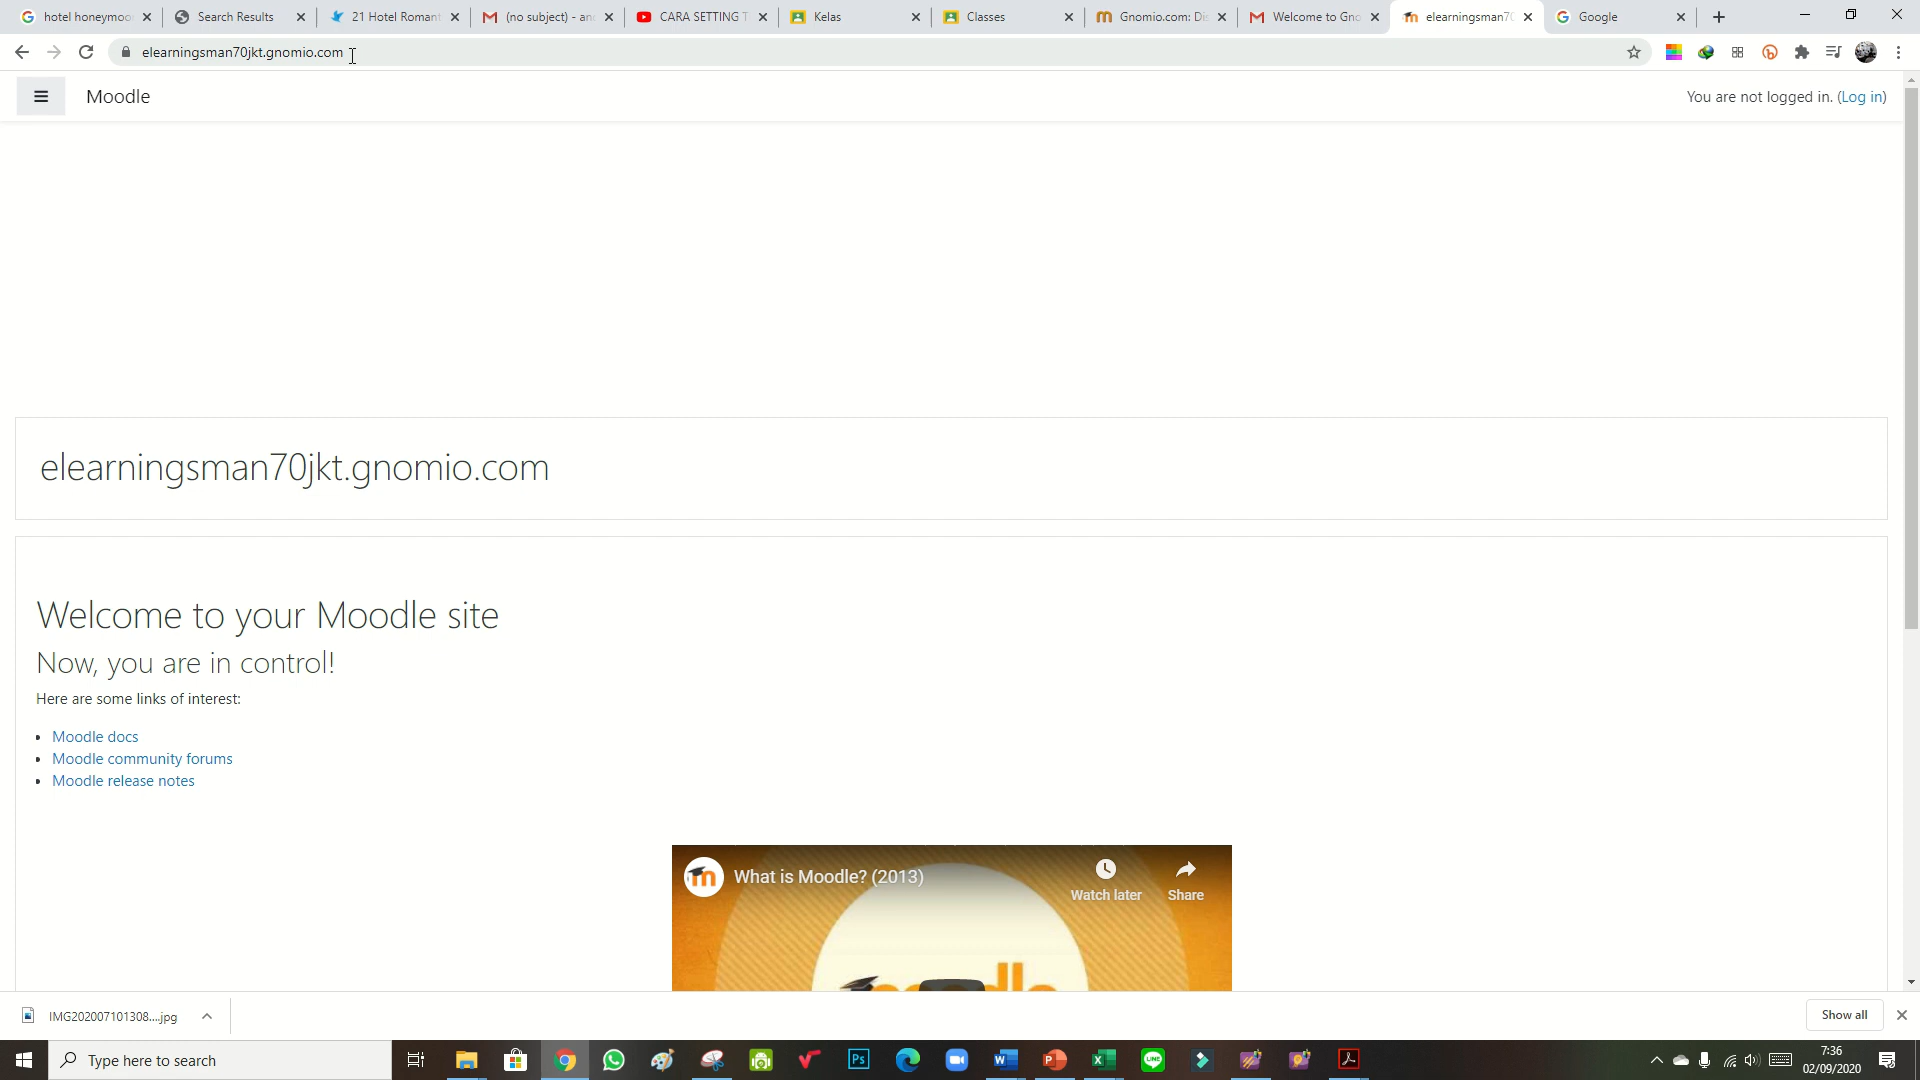 hotel honeymoo
Search Results
21 Hotel Romant
(no subject) - an
CARA SETTING T
Kelas
Classes
Gnomio.com: Dis
Welcome to Gno
elearningsman70
Google
elearningsman70jkt.gnomio.com
Moodle
You are not logged in. (Log in)
elearningsman70jkt.gnomio.com
Welcome to your Moodle site
Now, you are in control!
Here are some links of interest:
Moodle docs
Moodle community forums
Moodle release notes
What is Moodle? (2013)
Watch later
Share
IMG202007101308....jpg
Show all
Type here to search
Ps
7:36
02/09/2020